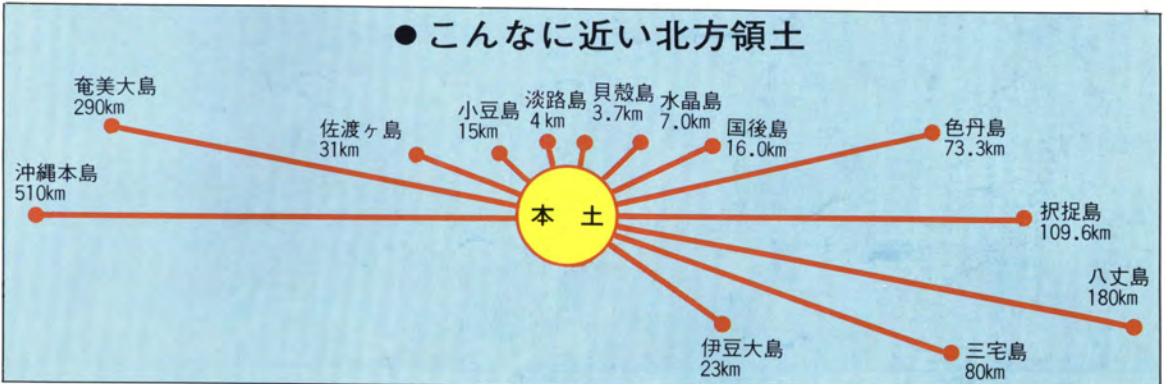 ●こんなに近い北方領土
奄美大島
290km
沖縄本島
510km
佐渡ヶ島
31km
小豆島
15km
淡路島
4km
貝殻島
3.7km
水晶島
7.0km
国後島
16.0km
色丹島
73.3km
択捉島
109.6km
八丈島
180km
三宅島
80km
伊豆大島
23km
本土